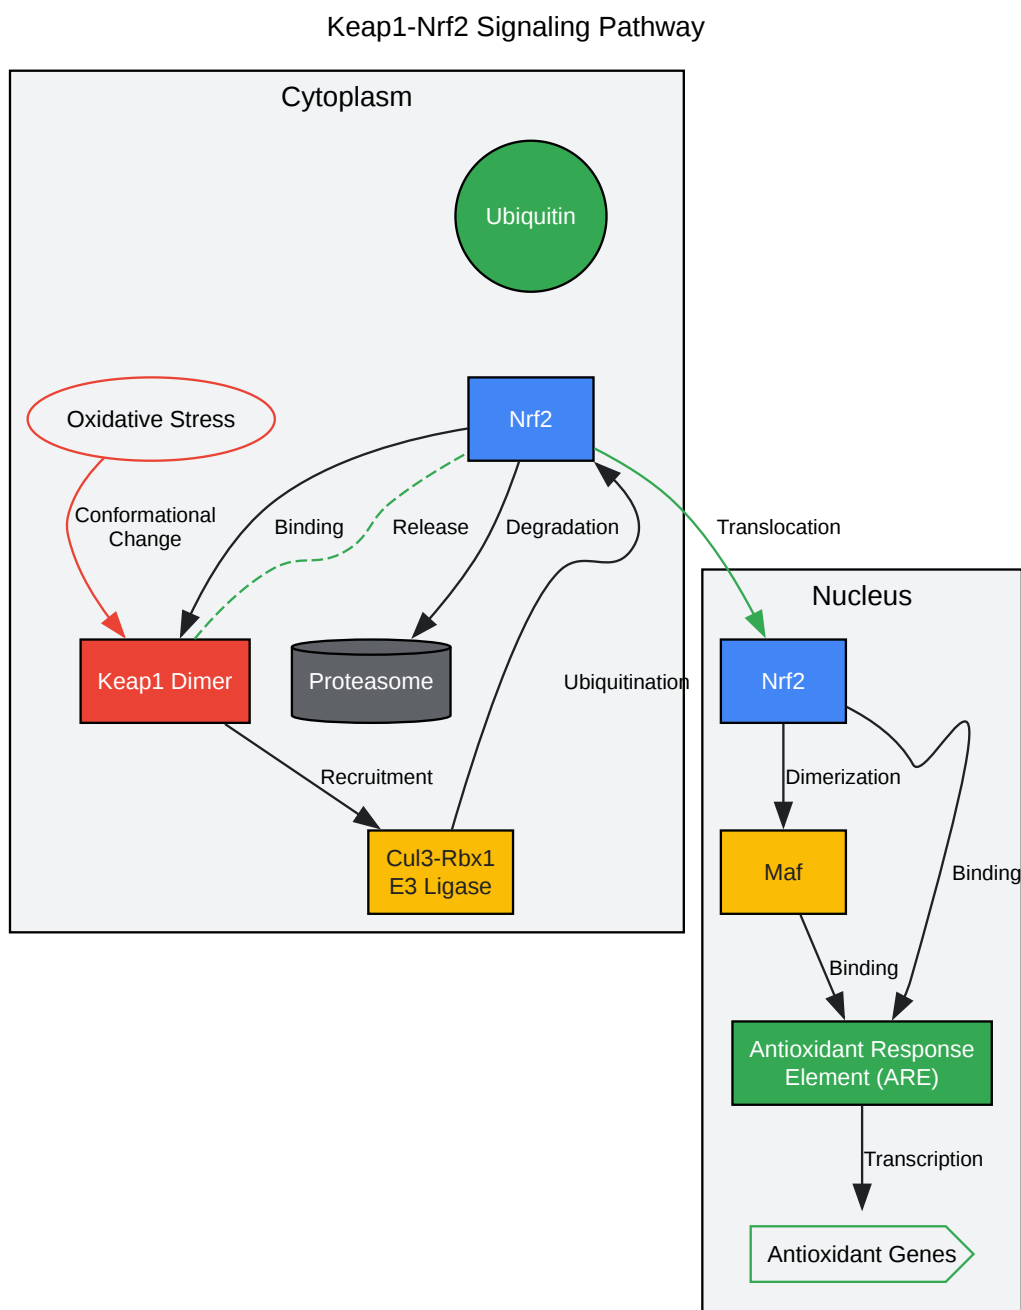 Keap1-Nrf2 Signaling Pathway
Cytoplasm
Ubiquitin
Oxidative Stress
Nrf2
Conformational
Change
Binding
Release
Degradation
Translocation
Nucleus
Keap1 Dimer
Proteasome
Ubiquitination
Nrf2
Recruitment
Dimerization
Cul3-Rbx1
E3 Ligase
Maf
Binding
Binding
Antioxidant Response
Element (ARE)
Transcription
Antioxidant Genes